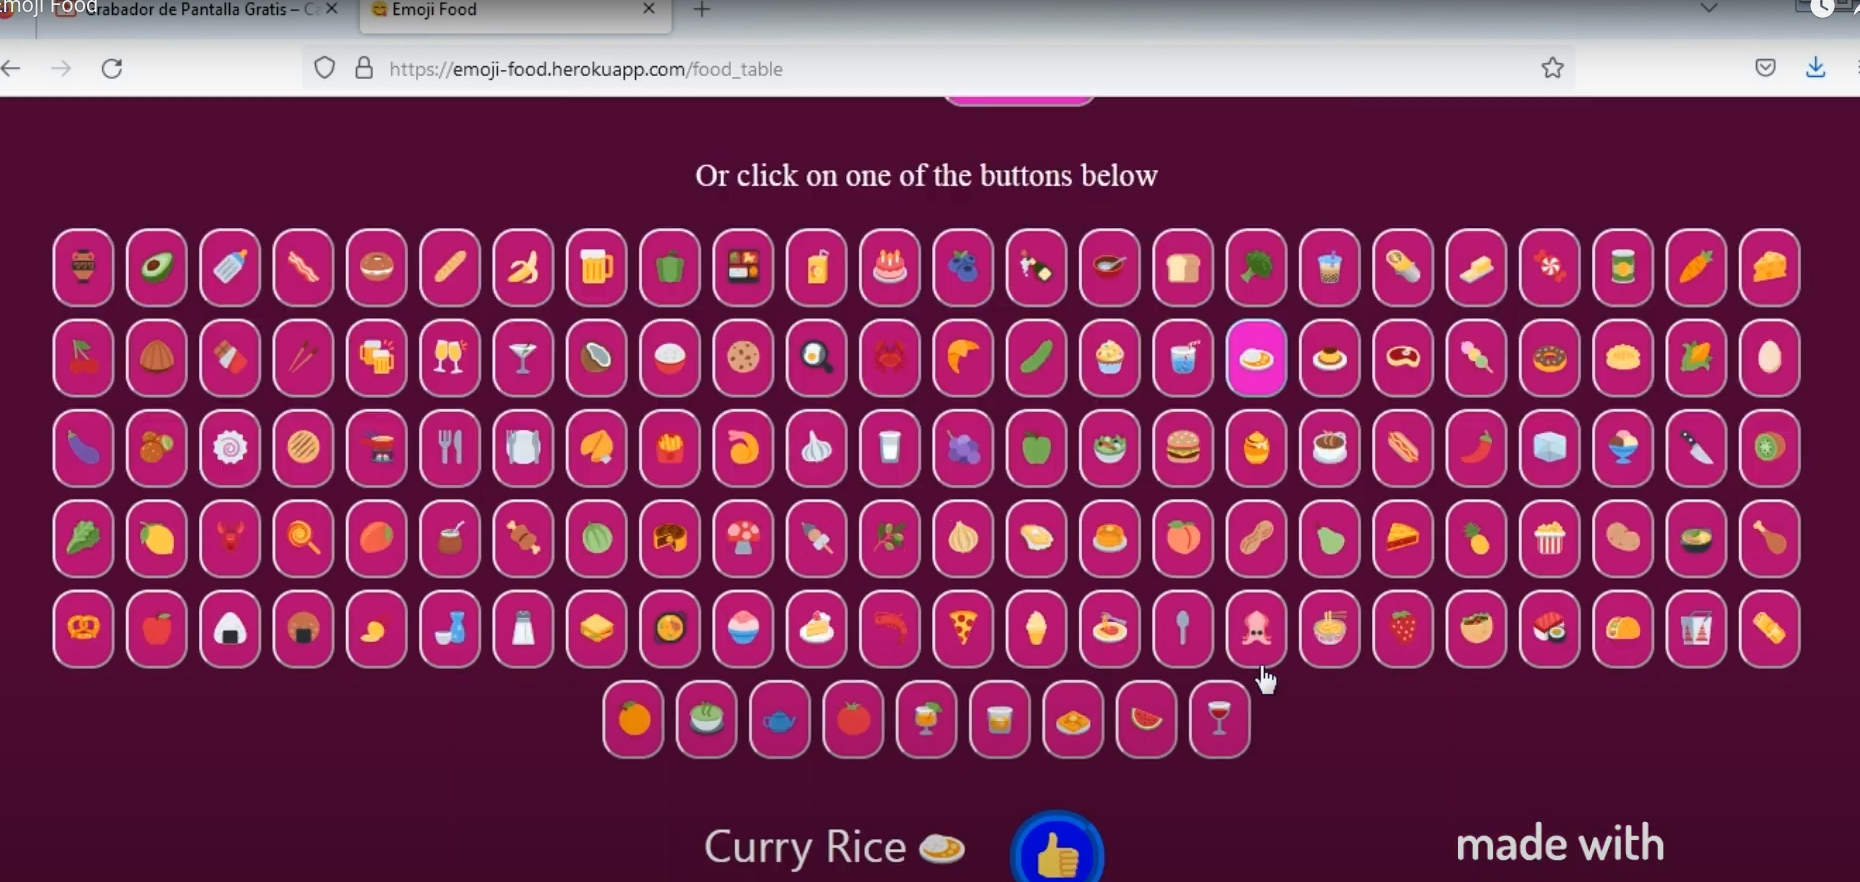 Emoji Food
Grabador de Pantalla Gratis –
Emoji Food
https://emoji-food.herokuapp.com/food_table
Or click on one of the buttons below
Curry Rice
made with